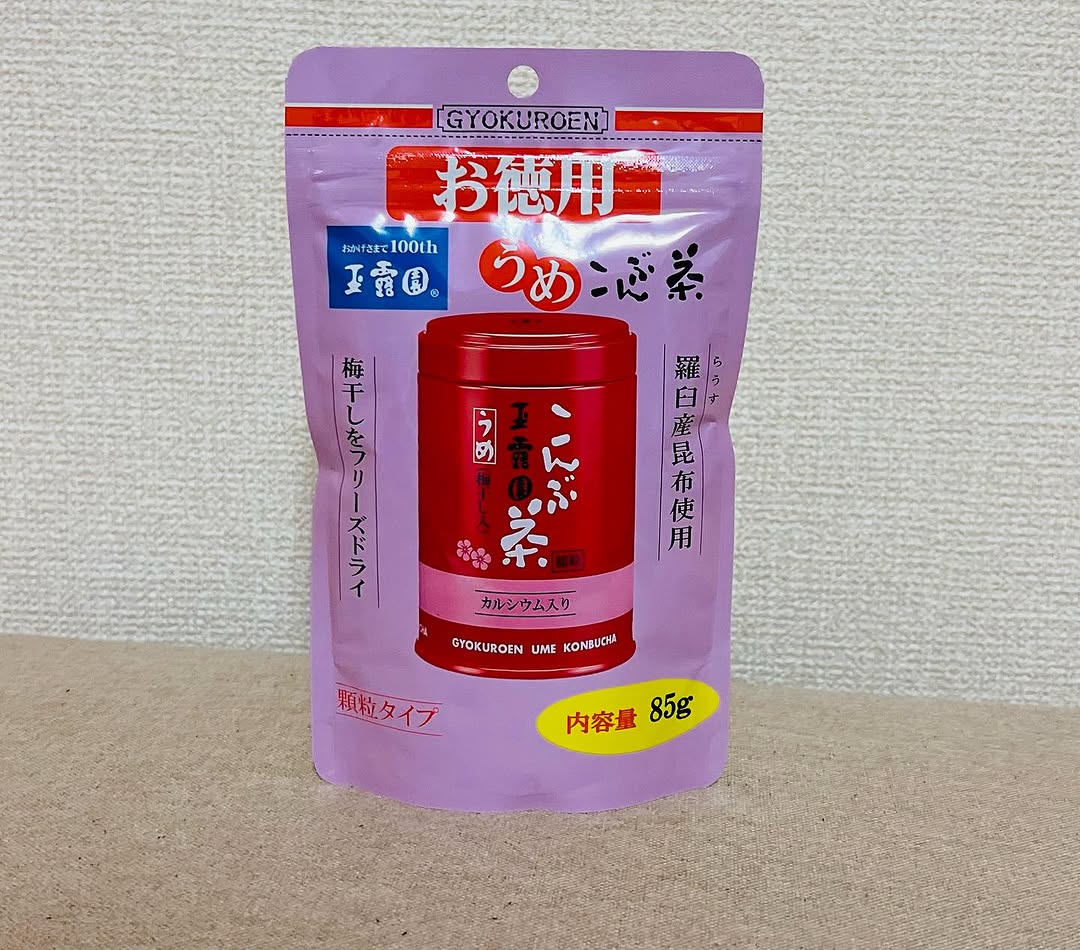 GYOKUROEN
お徳用
おかげさまで100th
玉露園®
うめ
こんぶ茶
らうす
羅臼産昆布使用
梅干しをフリーズドライ
こんぶ茶
玉露園
うめ
(梅干し入)
カルシウム入り
GYOKUROEN UME KONBUCHA
顆粒タイプ
内容量 85g